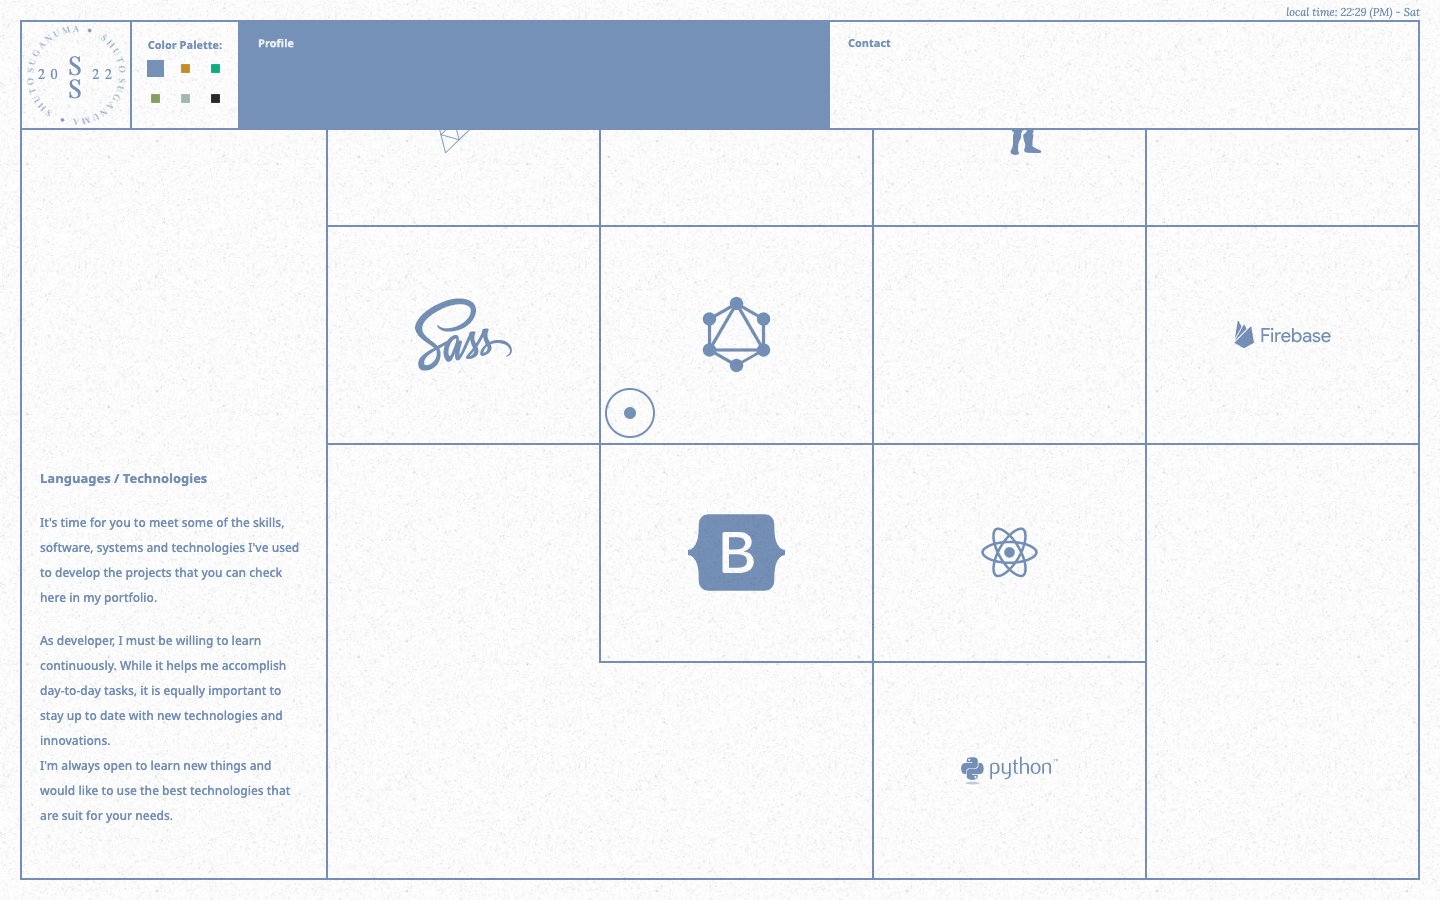 local time: 22:29 (PM) - Sat
SHUTO SUGANUMA • SHUTO SUGANUMA •
20 SS 22
Color Palette:
Profile
Contact
Sass
Firebase
Languages / Technologies
It's time for you to meet some of the skills,
software, systems and technologies I've used
to develop the projects that you can check
here in my portfolio.
B
As developer, I must be willing to learn
continuously. While it helps me accomplish
day-to-day tasks, it is equally important to
stay up to date with new technologies and
innovations.
I'm always open to learn new things and
would like to use the best technologies that
are suit for your needs.
python™